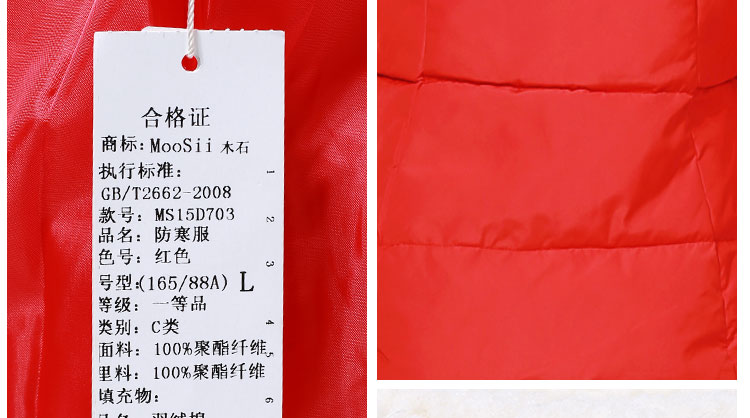 合格证
商标:MooSii 木石
执行标准:
GB/T2662-2008
款号: MS15D703
品名: 防寒服
色号: 红色
号型:(165/88A) L
等级: 一等品
类别: C类
面料: 100%聚酯纤维
里料: 100%聚酯纤维
填充物:
1
2
3
4
5
6